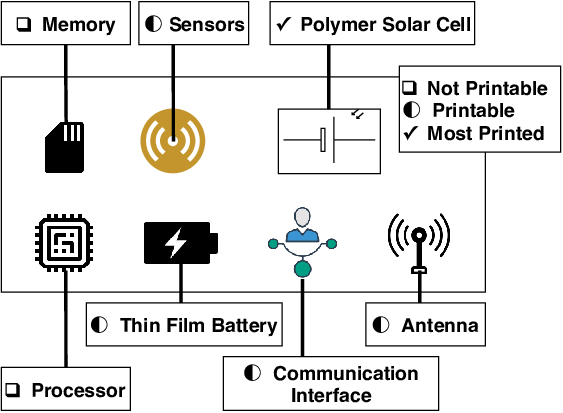 ❏ Memory
◐ Sensors
✓ Polymer Solar Cell
❏ Not Printable
◐ Printable
✓ Most Printed
◐ Thin Film Battery
◐ Antenna
❏ Processor
◐ Communication
Interface